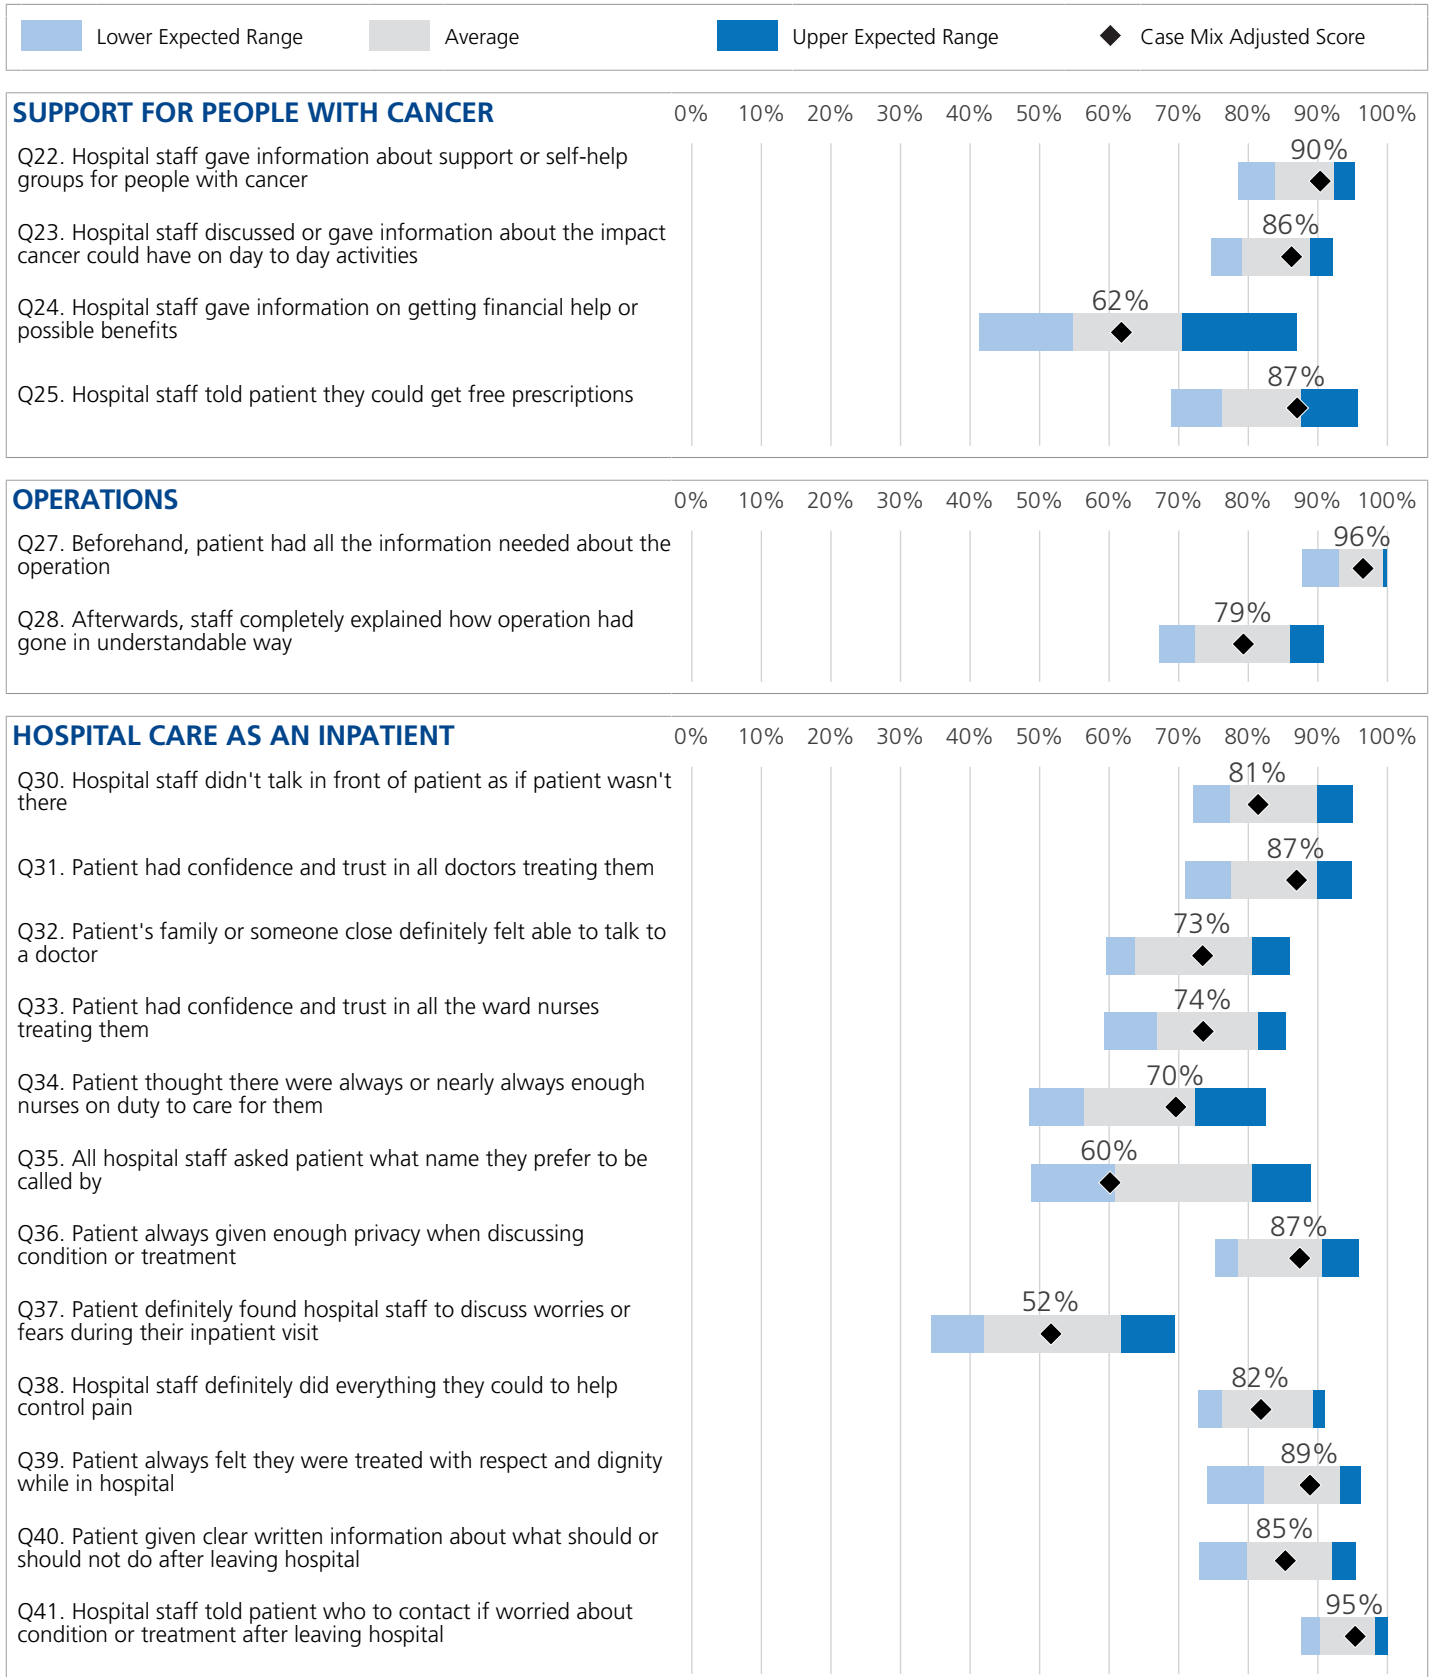 Lower Expected Range Average Upper Expected Range Case Mix Adjusted Score
SUPPORT FOR PEOPLE WITH CANCER 0% 10% 20% 30% 40% 50% 60% 70% 80% 90% 100%
Q22. Hospital staff gave information about support or self-help
groups for people with cancer
90%
Q23. Hospital staff discussed or gave information about the impact
cancer could have on day to day activities
86%
Q24. Hospital staff gave information on getting financial help or
possible benefits
62%
Q25. Hospital staff told patient they could get free prescriptions
87%
OPERATIONS 0% 10% 20% 30% 40% 50% 60% 70% 80% 90% 100%
Q27. Beforehand, patient had all the information needed about the
operation
96%
Q28. Afterwards, staff completely explained how operation had
gone in understandable way
79%
HOSPITAL CARE AS AN INPATIENT 0% 10% 20% 30% 40% 50% 60% 70% 80% 90% 100%
Q30. Hospital staff didn't talk in front of patient as if patient wasn't
there
81%
Q31. Patient had confidence and trust in all doctors treating them
87%
Q32. Patient's family or someone close definitely felt able to talk to
a doctor
73%
Q33. Patient had confidence and trust in all the ward nurses
treating them
74%
Q34. Patient thought there were always or nearly always enough
nurses on duty to care for them
70%
Q35. All hospital staff asked patient what name they prefer to be
called by
60%
Q36. Patient always given enough privacy when discussing
condition or treatment
87%
Q37. Patient definitely found hospital staff to discuss worries or
fears during their inpatient visit
52%
Q38. Hospital staff definitely did everything they could to help
control pain
82%
Q39. Patient always felt they were treated with respect and dignity
while in hospital
89%
Q40. Patient given clear written information about what should or
should not do after leaving hospital
85%
Q41. Hospital staff told patient who to contact if worried about
condition or treatment after leaving hospital
95%